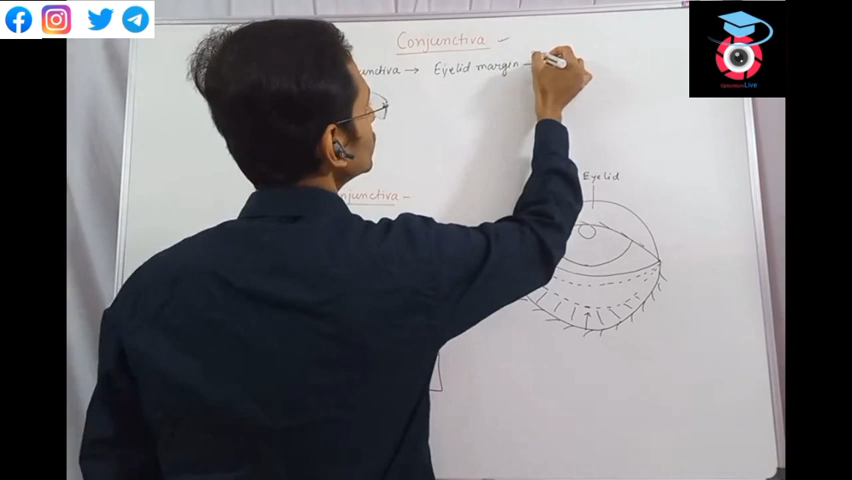 Conjunctiva -
→ Eyelid margin -
Eyelid
-